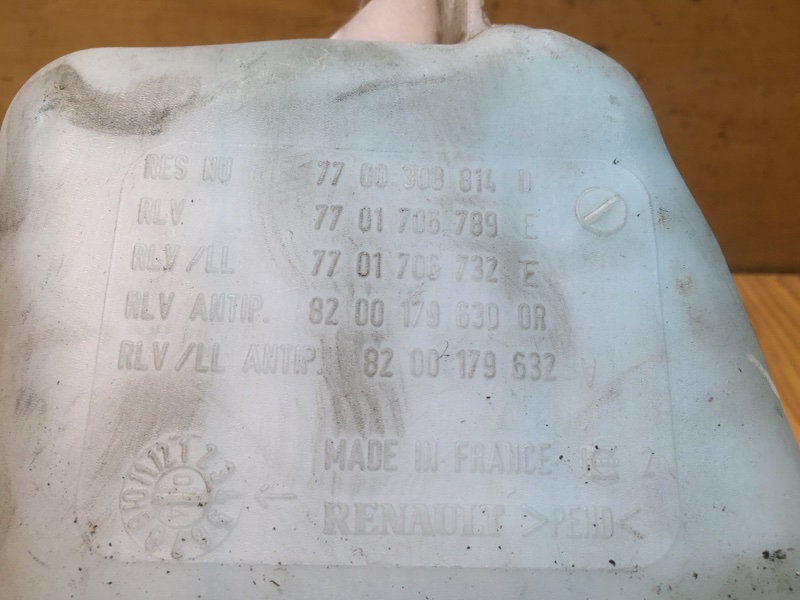 RES NU 77 00 308 814 D
RLV 77 01 706 789 E
RLV/LL 77 01 706 732 E
RLV ANTIP. 82 00 179 630 OR
RLV/LL ANTIP. 82 00 179 632 V
MADE IN FRANCE 2
RENAULT >PEHD<